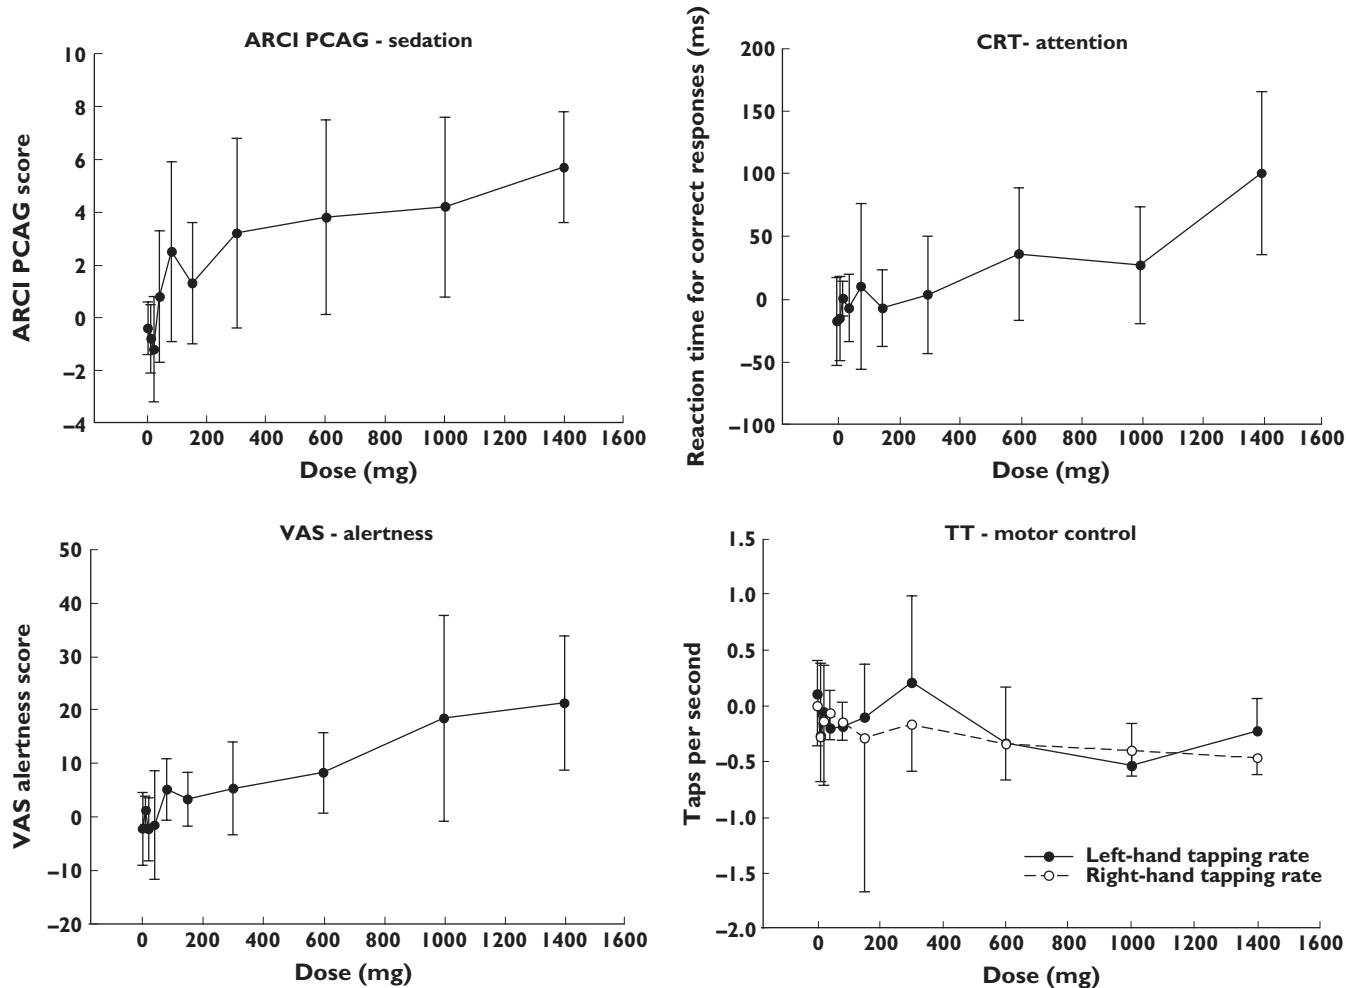 ARCI PCAG - sedation
ARCI PCAG score
10
8
6
4
2
0
−2
−4
0 200 400 600 800 1000 1200 1400 1600
Dose (mg)
CRT- attention
Reaction time for correct responses (ms)
200
150
100
50
0
−50
−100
0 200 400 600 800 1000 1200 1400 1600
Dose (mg)
VAS - alertness
VAS alertness score
50
40
30
20
10
0
−10
−20
0 200 400 600 800 1000 1200 1400 1600
Dose (mg)
TT - motor control
Taps per second
1.5
1.0
0.5
0.0
−0.5
−1.0
−1.5
−2.0
Left-hand tapping rate
Right-hand tapping rate
0 200 400 600 800 1000 1200 1400 1600
Dose (mg)